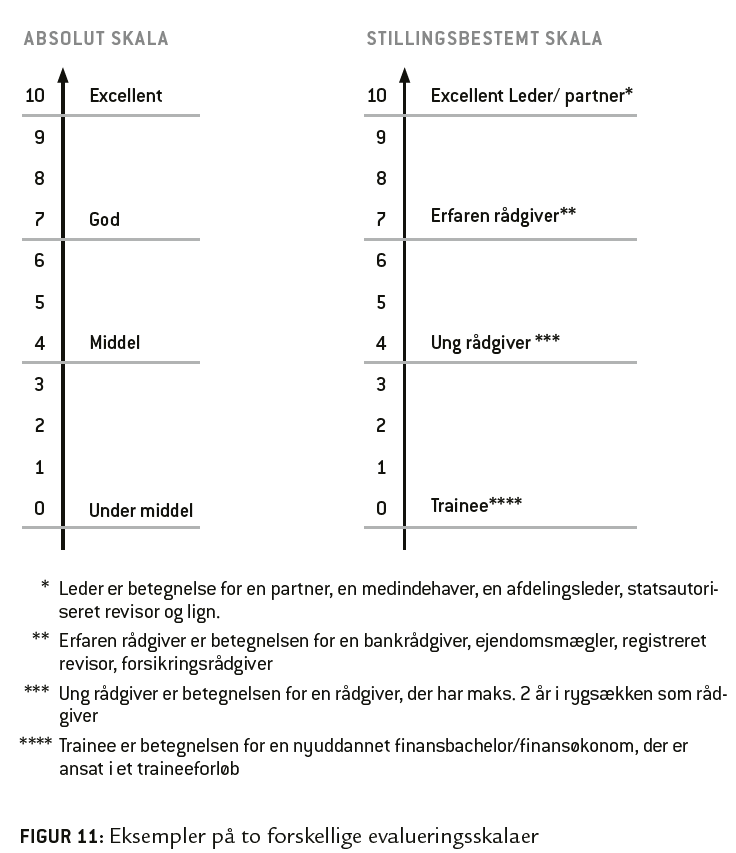 ABSOLUT SKALA
10 Excellent
9
8
7 God
6
5
4 Middel
3
2
1
0 Under middel
STILLINGSBESTEMT SKALA
10 Excellent Leder/ partner*
9
8
7 Erfaren rådgiver**
6
5
4 Ung rådgiver ***
3
2
1
0 Trainee****
* Leder er betegnelse for en partner, en medindehaver, en afdelingsleder, statsautori-
seret revisor og lign.
** Erfaren rådgiver er betegnelsen for en bankrådgiver, ejendomsmægler, registreret
revisor, forsikringsrådgiver
*** Ung rådgiver er betegnelsen for en rådgiver, der har maks. 2 år i rygsækken som råd-
giver
**** Trainee er betegnelsen for en nyuddannet finansbachelor/finansøkonom, der er
ansat i et traineeforløb
FIGUR 11: Eksempler på to forskellige evalueringsskalaer